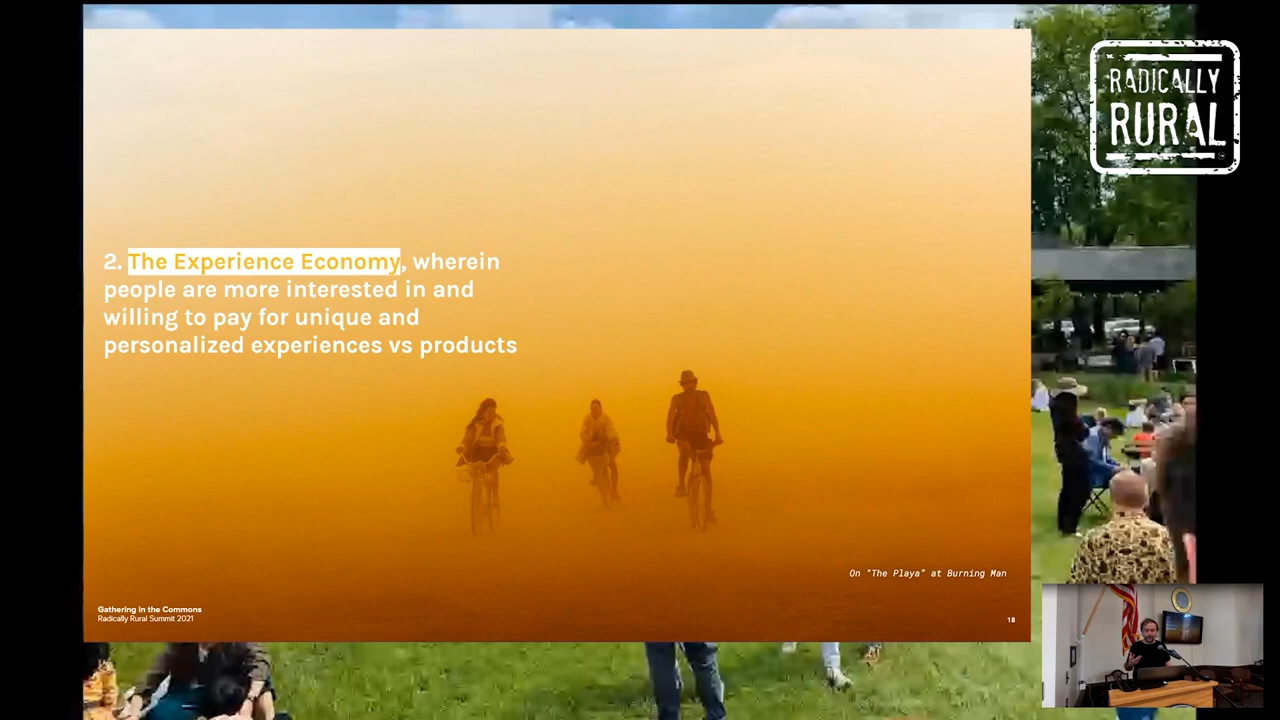 RADICALLY
RURAL
2. The Experience Economy, wherein
people are more interested in and
willing to pay for unique and
personalized experiences vs products
On "The Playa" at Burning Man
Gathering in the Commons
Radically Rural Summit 2021
18